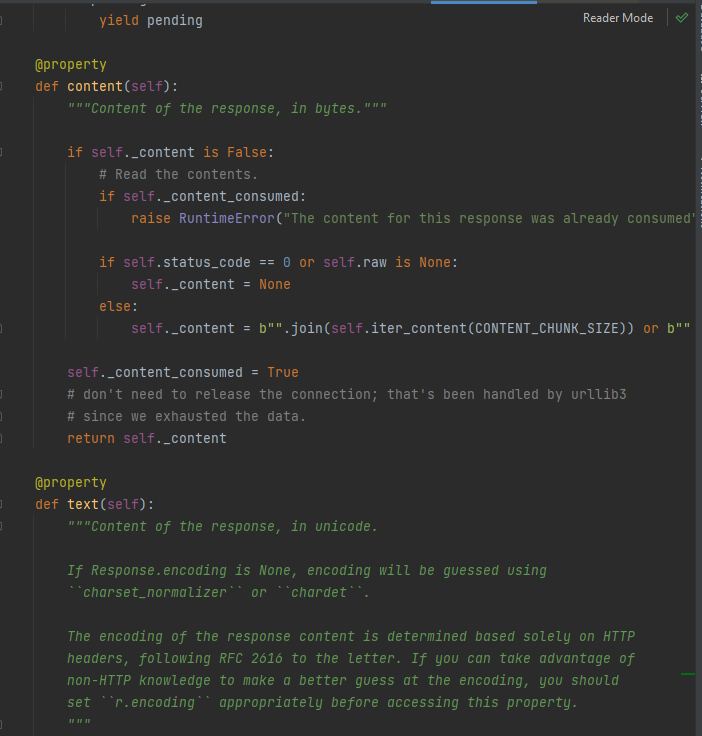 Reader Mode
yield pending
@property
def content(self):
"""Content of the response, in bytes."""
if self._content is False:
# Read the contents.
if self._content_consumed:
raise RuntimeError("The content for this response was already consumed"
if self.status_code == 0 or self.raw is None:
self._content = None
else:
self._content = b"".join(self.iter_content(CONTENT_CHUNK_SIZE)) or b""
self._content_consumed = True
# don't need to release the connection; that's been handled by urllib3
# since we exhausted the data.
return self._content
@property
def text(self):
"""Content of the response, in unicode.
If Response.encoding is None, encoding will be guessed using
``charset_normalizer`` or ``chardet``.
The encoding of the response content is determined based solely on HTTP
headers, following RFC 2616 to the letter. If you can take advantage of
non-HTTP knowledge to make a better guess at the encoding, you should
set ``r.encoding`` appropriately before accessing this property.
"""